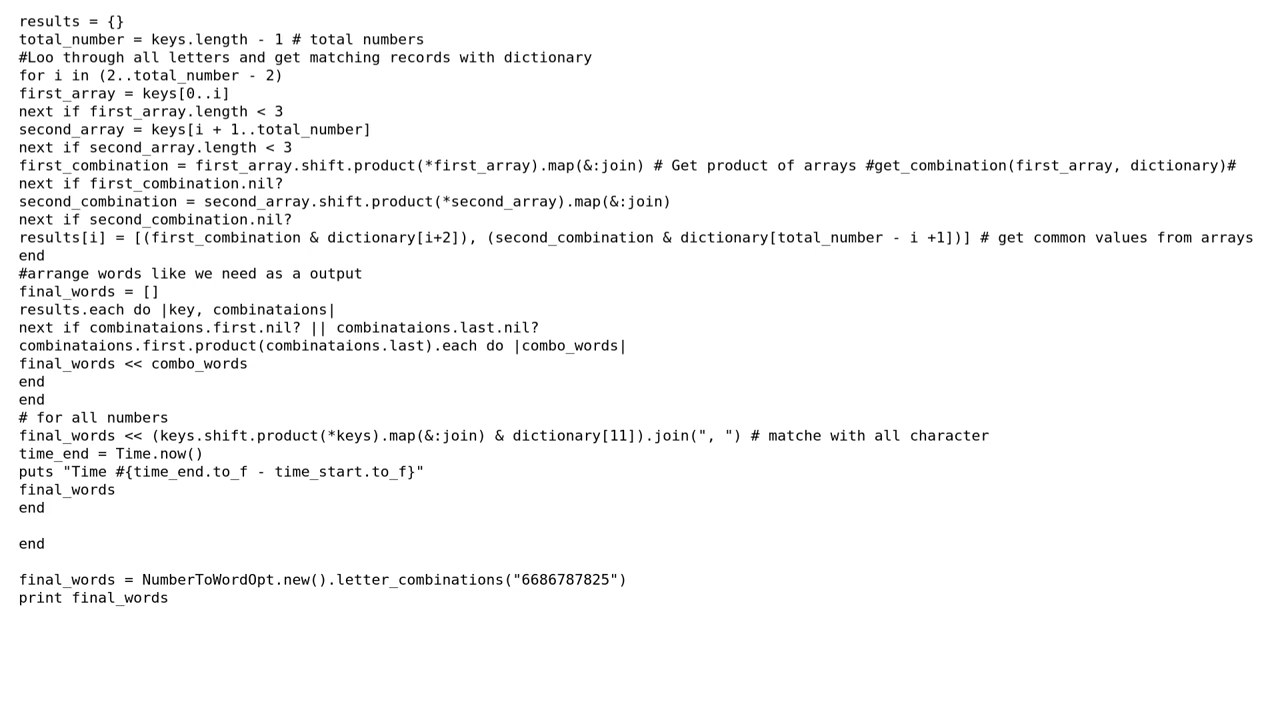 results = {}
total_number = keys.length - 1 # total numbers
#Loo through all letters and get matching records with dictionary
for i in (2..total_number - 2)
first_array = keys[0..i]
next if first_array.length < 3
second_array = keys[i + 1..total_number]
next if second_array.length < 3
first_combination = first_array.shift.product(*first_array).map(&:join) # Get product of arrays #get_combination(first_array, dictionary)#
next if first_combination.nil?
second_combination = second_array.shift.product(*second_array).map(&:join)
next if second_combination.nil?
results[i] = [(first_combination & dictionary[i+2]), (second_combination & dictionary[total_number - i +1])] # get common values from arrays
end
#arrange words like we need as a output
final_words = []
results.each do |key, combinataions|
next if combinataions.first.nil? || combinataions.last.nil?
combinataions.first.product(combinataions.last).each do |combo_words|
final_words << combo_words
end
end
# for all numbers
final_words << (keys.shift.product(*keys).map(&:join) & dictionary[11]).join(", ") # matche with all character
time_end = Time.now()
puts "Time #{time_end.to_f - time_start.to_f}"
final_words
end
end
final_words = NumberToWordOpt.new().letter_combinations("6686787825")
print final_words